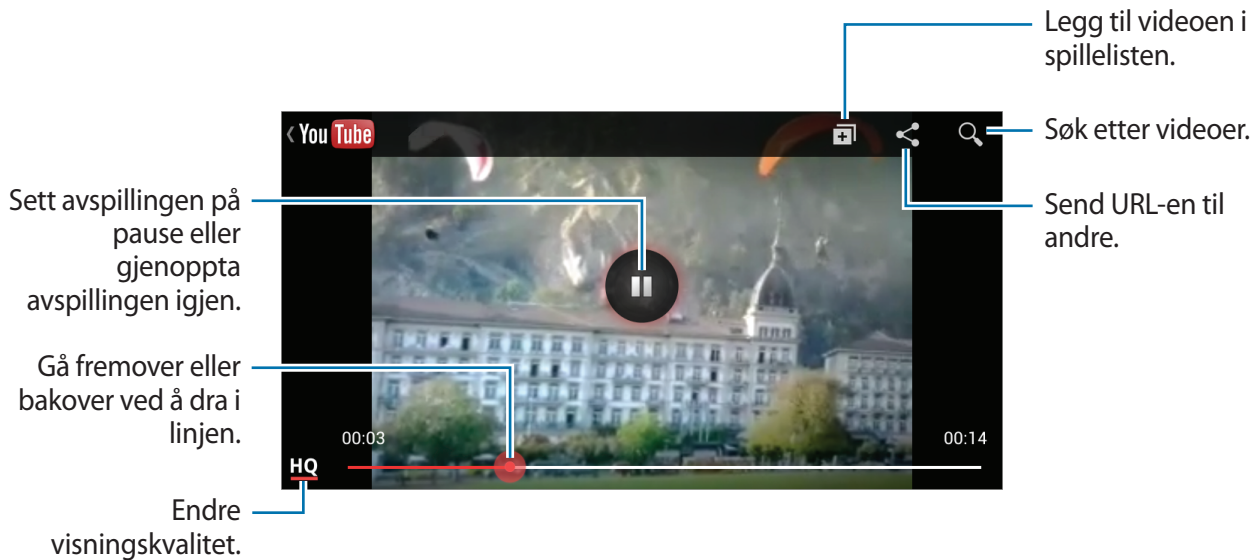 Legg til videoen i
spillelisten.
You Tube
Søk etter videoer.
Send URL-en til
andre.
Sett avspillingen på
pause eller
gjenoppta
avspillingen igjen.
Gå fremover eller
bakover ved å dra i
linjen.
00:03
00:14
HQ
Endre
visningskvalitet.